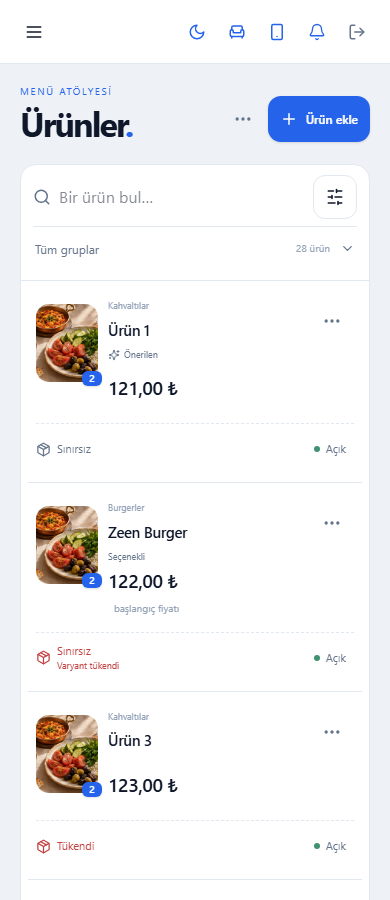 MENÜ ATÖLYESİ
Ürünler.
Ürün ekle
Bir ürün bul...
Tüm gruplar
28 ürün
Kahvaltılar
Ürün 1
Önerilen
2
121,00 ₺
Sınırsız
Açık
Burgerler
Zeen Burger
Seçenekli
2
122,00 ₺
başlangıç fiyatı
Sınırsız
Varyant tükendi
Açık
Kahvaltılar
Ürün 3
2
123,00 ₺
Tükendi
Açık